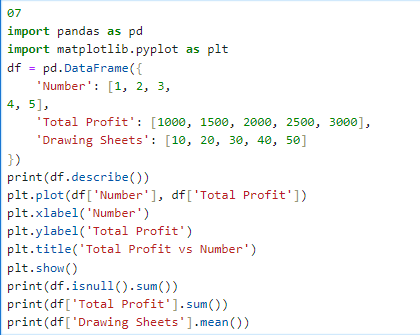 07
import pandas as pd
import matplotlib.pyplot as plt
df = pd.DataFrame({
    'Number': [1, 2, 3,
4, 5],
    'Total Profit': [1000, 1500, 2000, 2500, 3000],
    'Drawing Sheets': [10, 20, 30, 40, 50]
})
print(df.describe())
plt.plot(df['Number'], df['Total Profit'])
plt.xlabel('Number')
plt.ylabel('Total Profit')
plt.title('Total Profit vs Number')
plt.show()
print(df.isnull().sum())
print(df['Total Profit'].sum())
print(df['Drawing Sheets'].mean())